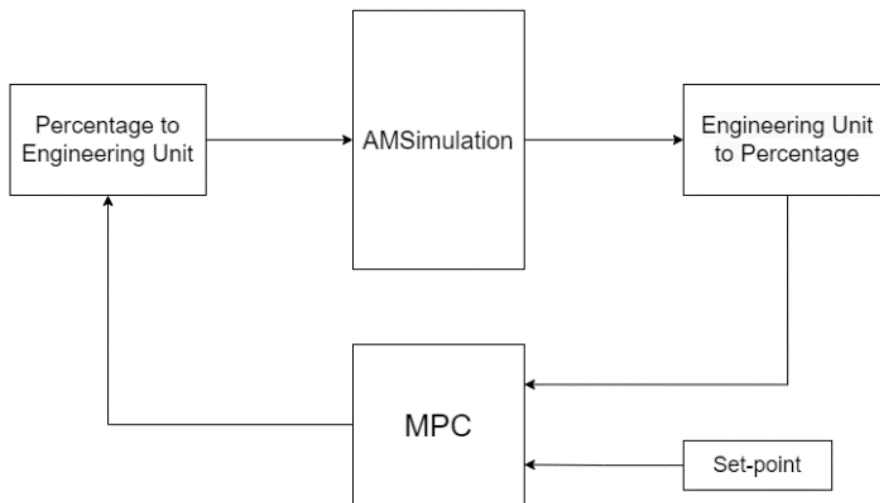 Percentage to
Engineering Unit
AMSimulation
Engineering Unit
to Percentage
MPC
Set-point